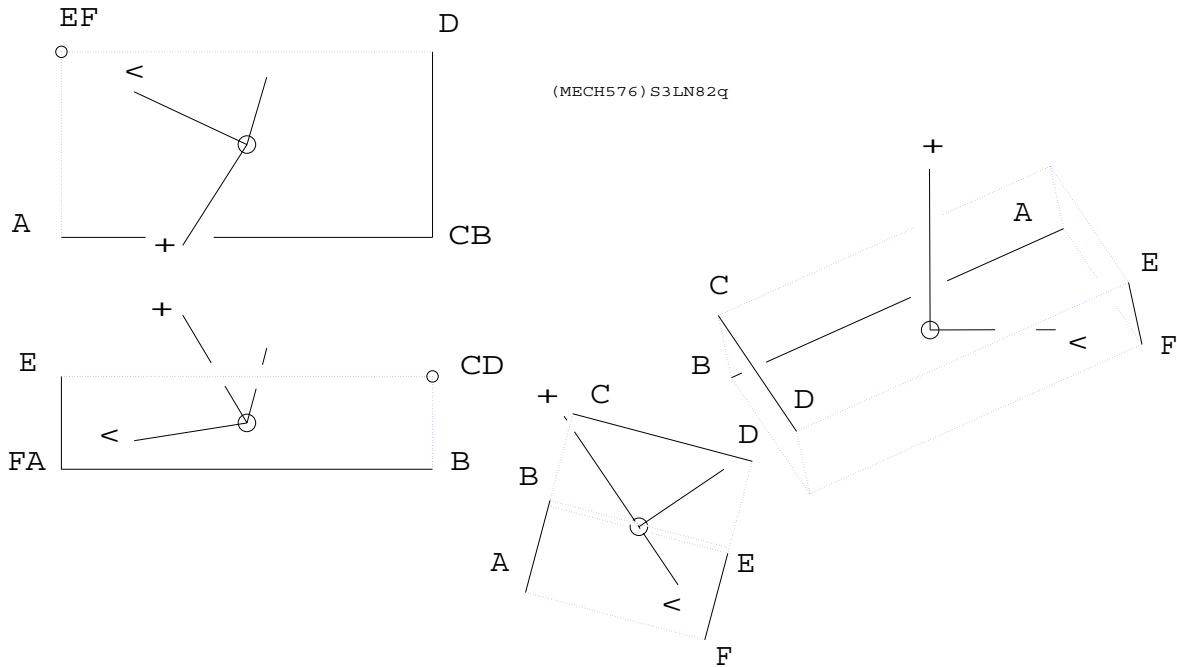 EF
D
<
(MECH576)S3LN82q
+
A
A
+
CB
E
C
+
<
F
E
CD
B
D
<
+
C
D
FA
B
B
A
E
<
F